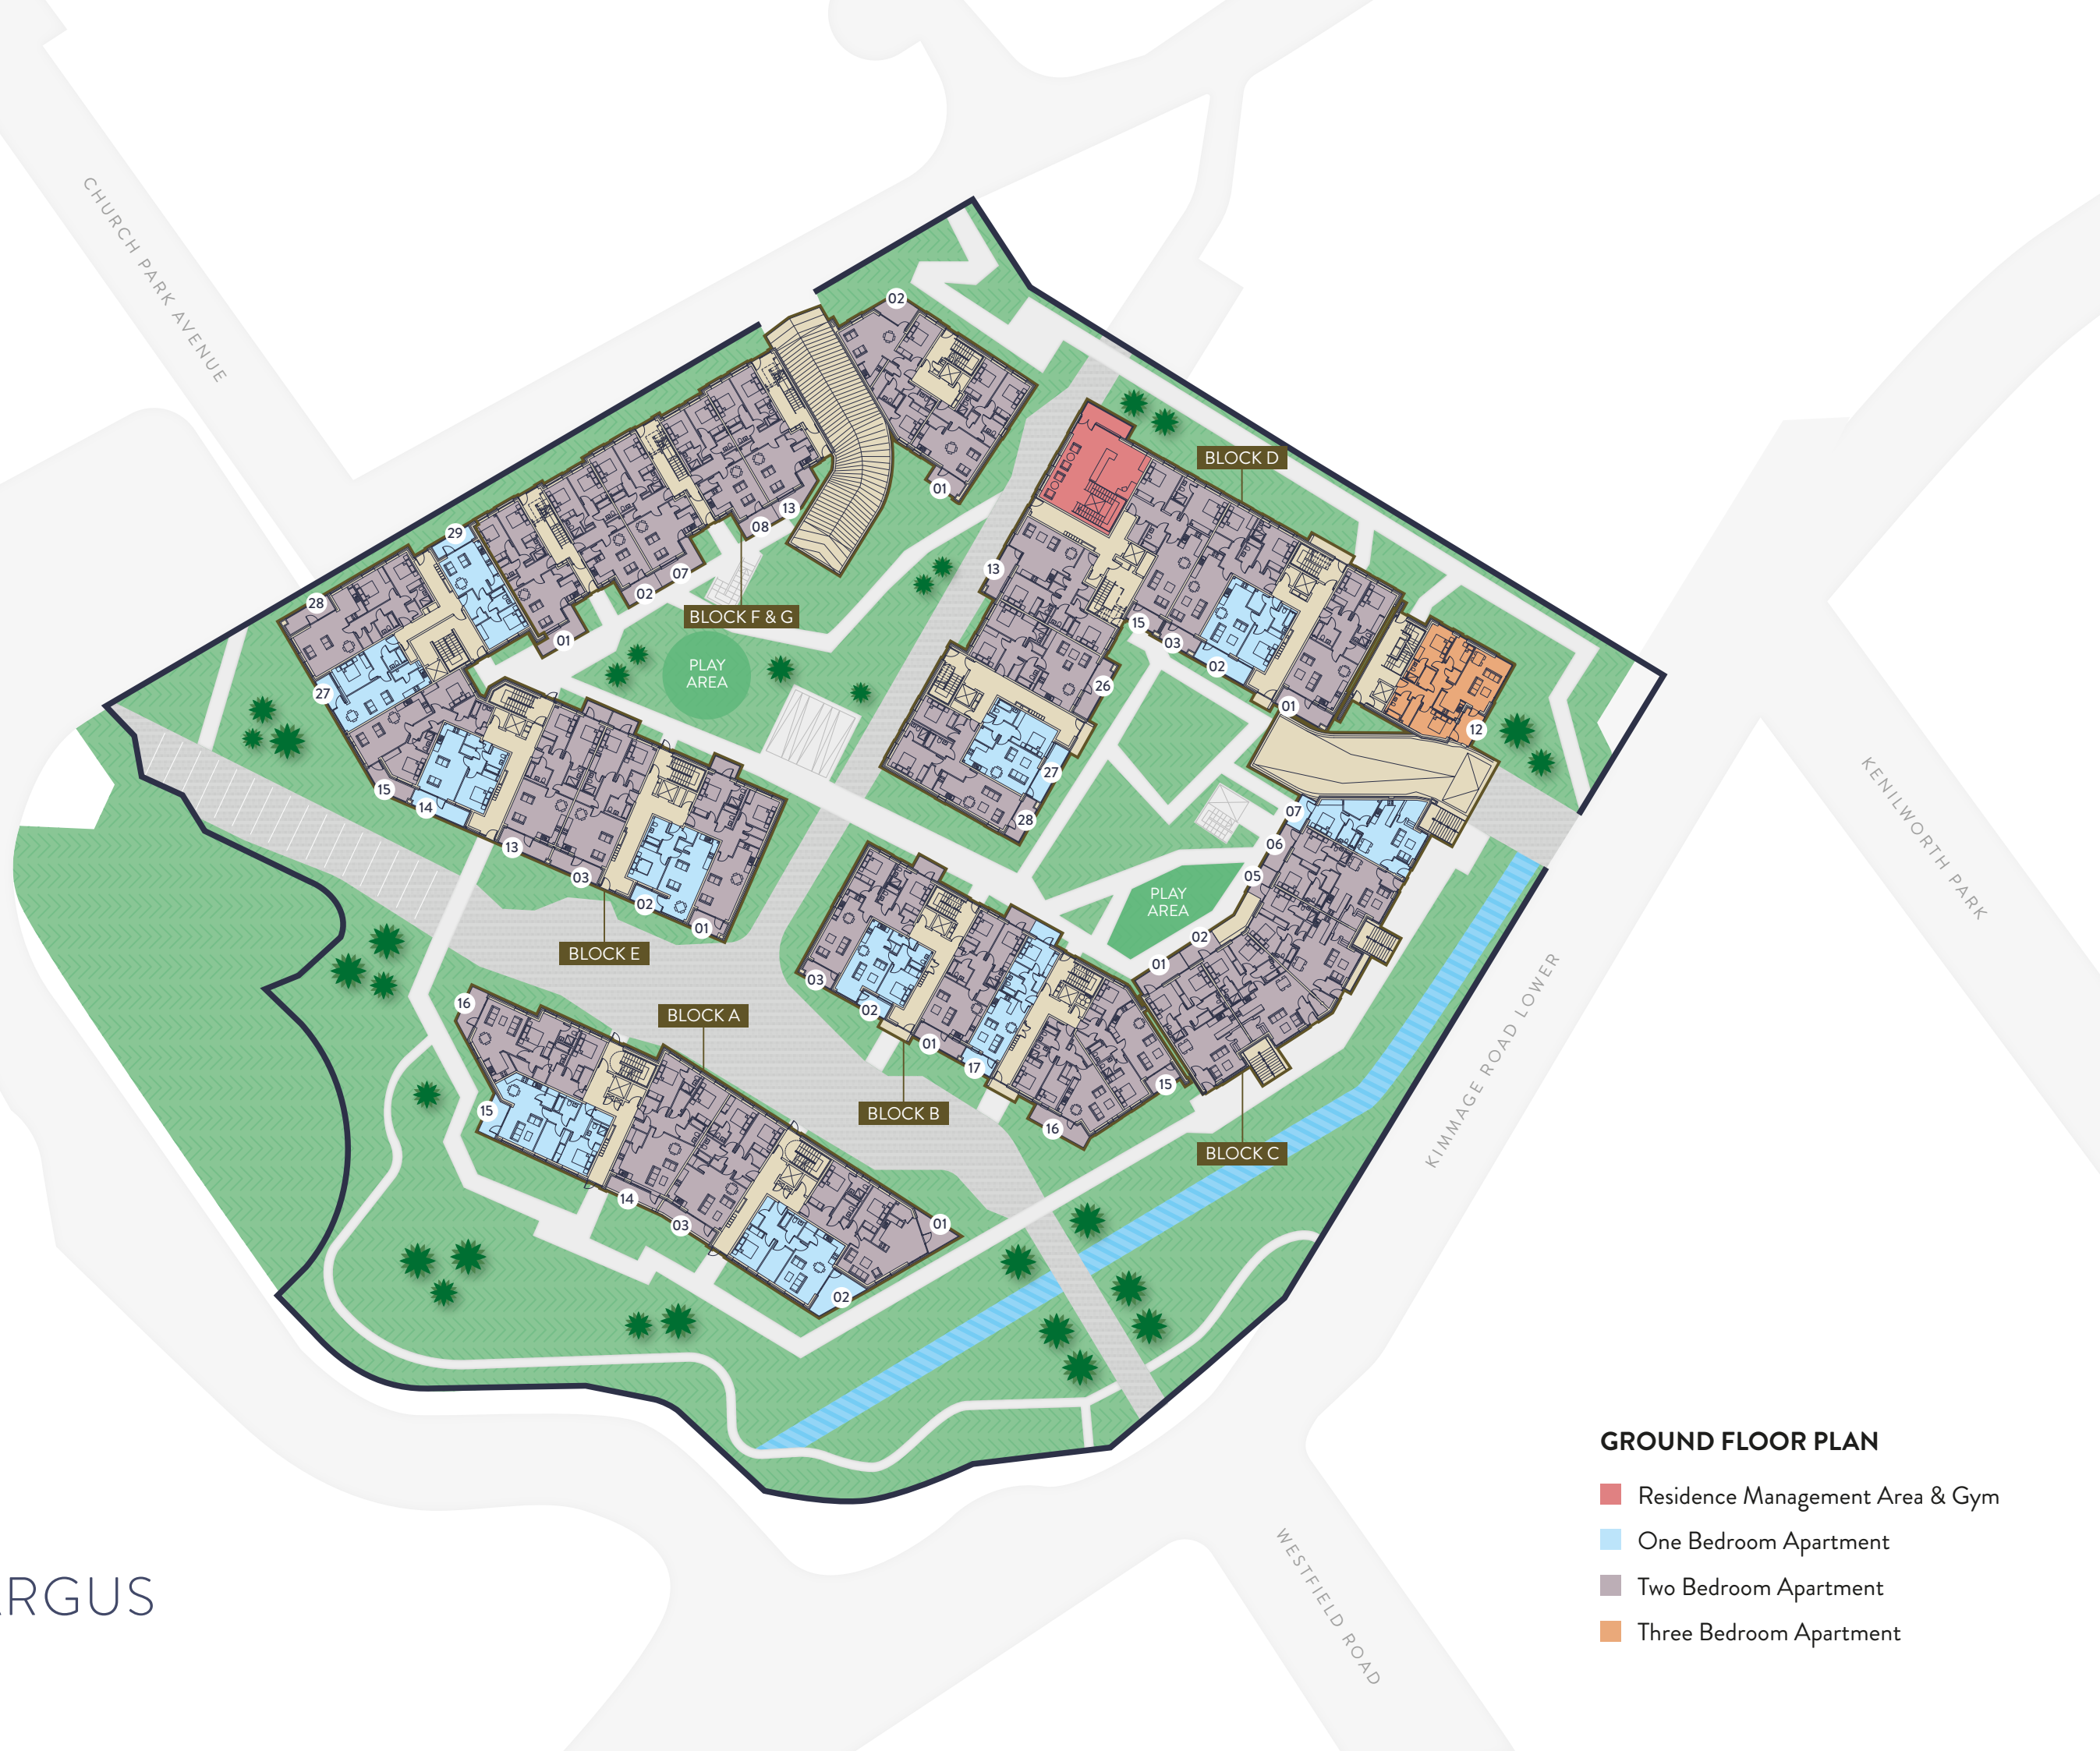 CHURCH PARK AVENUE
02
BLOCK D
01
29
13
08
28
13
07
02
BLOCK F & G
01
15
03
02
26
01
12
27
PLAY
AREA
27
28
15
14
13
03
02
01
BLOCK E
07
06
05
02
01
PLAY
AREA
KENILWORTH PARK
KIMMAGE ROAD LOWER
03
02
01
17
16
15
BLOCK B
BLOCK C
16
BLOCK A
15
14
03
01
02
WESTFIELD ROAD
RGUS
GROUND FLOOR PLAN
Residence Management Area & Gym
One Bedroom Apartment
Two Bedroom Apartment
Three Bedroom Apartment